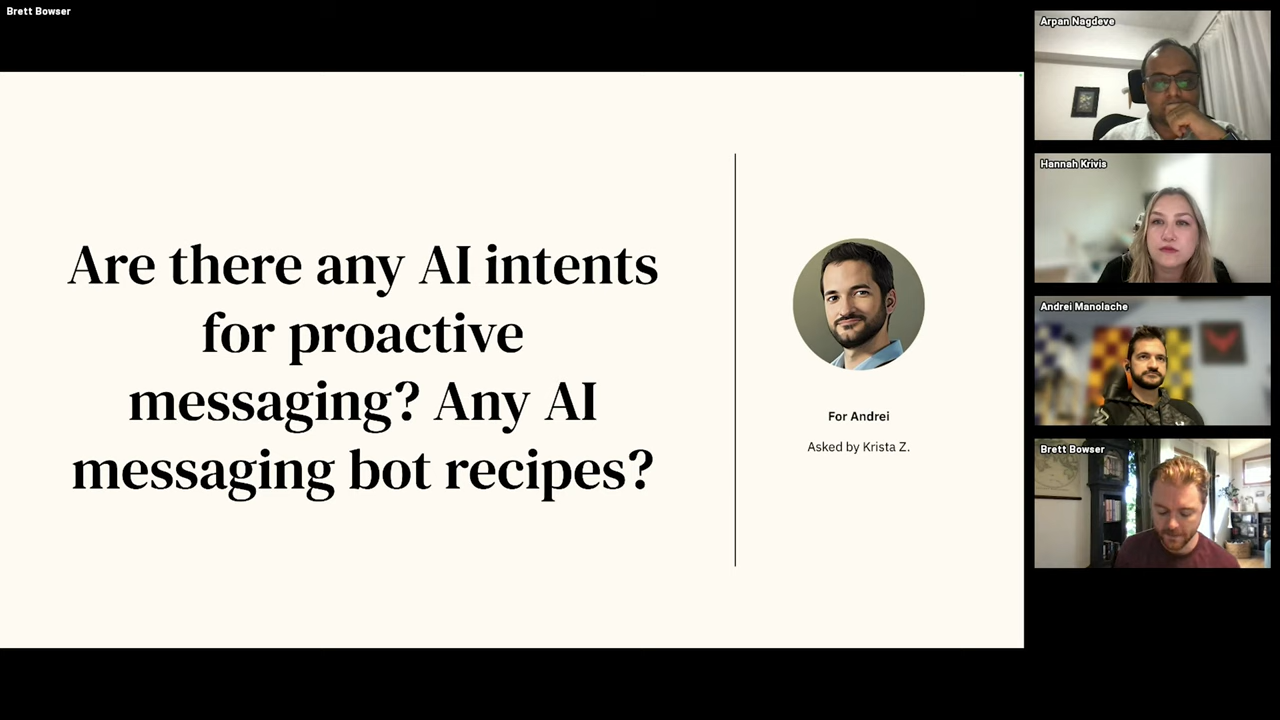 Brett Bowser
Are there any AI intents
for proactive
messaging? Any AI
messaging bot recipes?
For Andrei
Asked by Krista Z.
Arpan Nagdeve
Hannah Krivis
Andrei Manolache
Brett Bowser